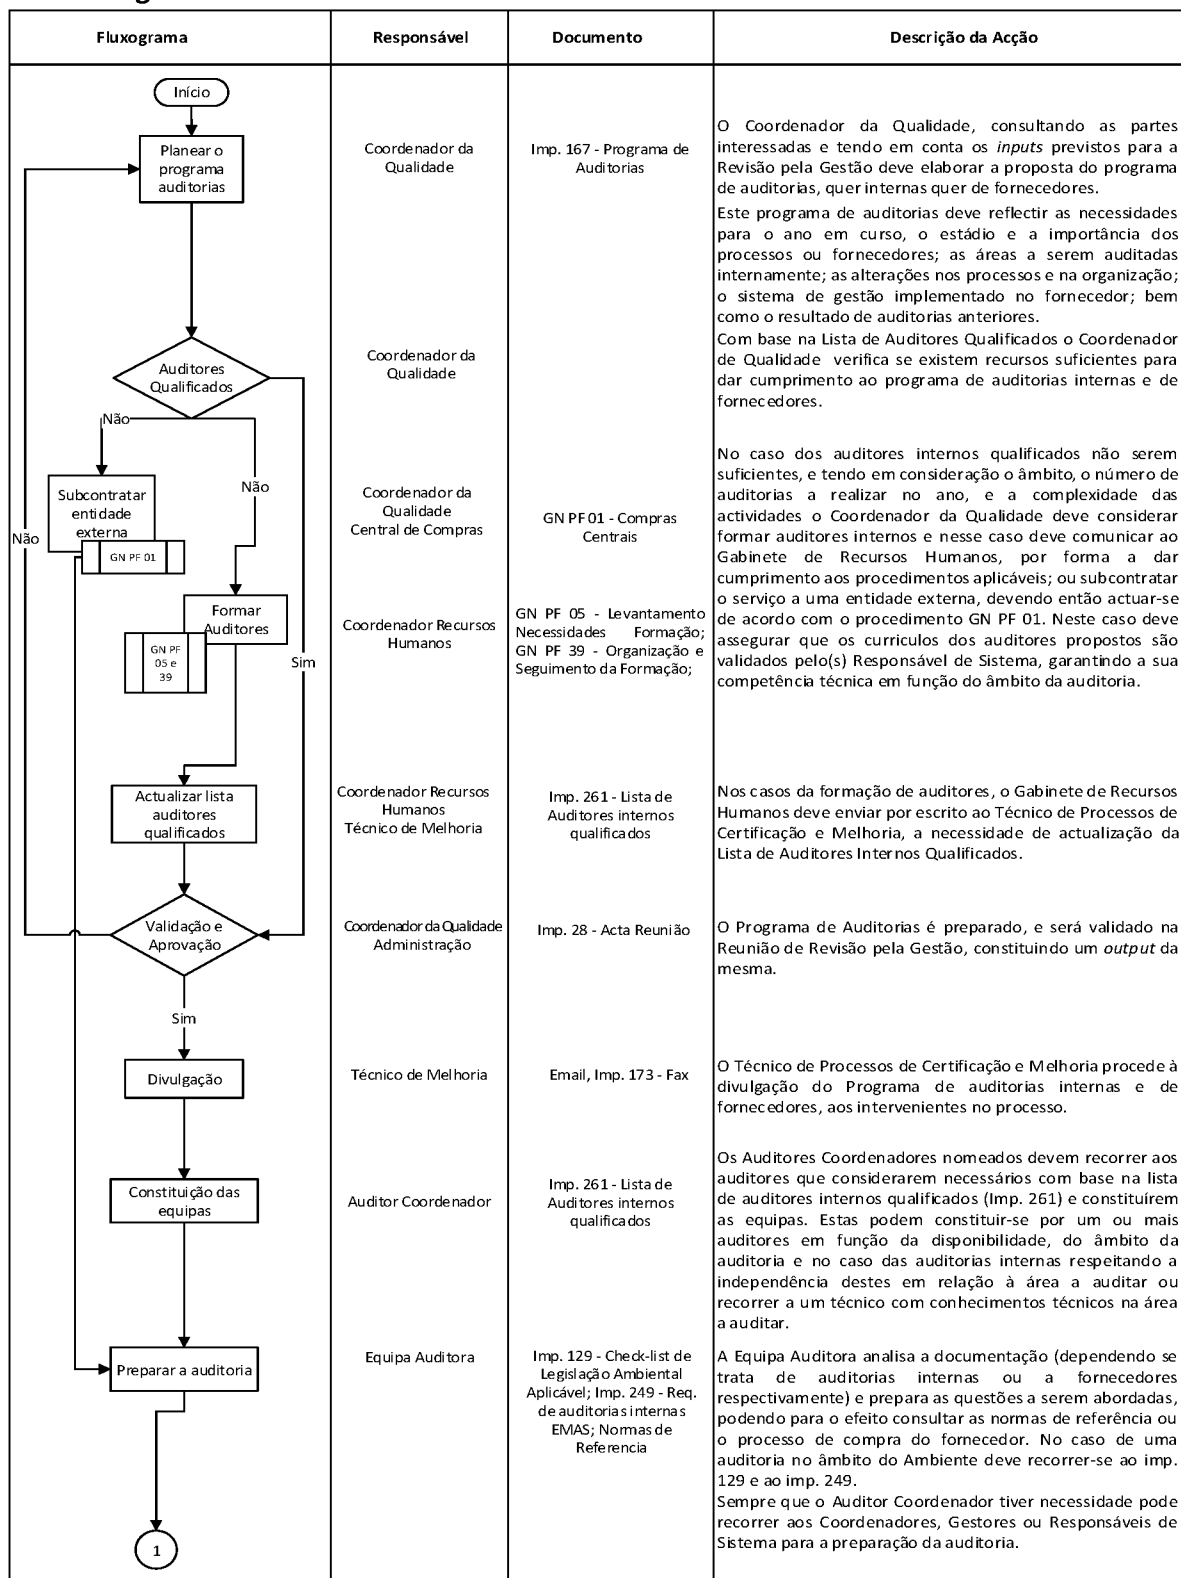 Fluxograma
Responsável
Documento
Descrição da Acção
Início
Planear o
programa
auditorias
Coordenador da
Qualidade
Imp. 167 - Programa de
Auditorias
O Coordenador da Qualidade, consultando as partes
interessadas e tendo em conta os inputs previstos para a
Revisão pela Gestão deve elaborar a proposta do programa
de auditorias, quer internas quer de fornecedores.
Este programa de auditorias deve reflectir as necessidades
para o ano em curso, o estádio e a importância dos
processos ou fornecedores; as áreas a serem auditadas
internamente; as alterações nos processos e na organização;
o sistema de gestão implementado no fornecedor; bem
como o resultado de auditorias anteriores.
Auditores
Qualificados
Coordenador da
Qualidade
Com base na Lista de Auditores Qualificados o Coordenador
de Qualidade verifica se existem recursos suficientes para
dar cumprimento ao programa de auditorias internas e de
fornecedores.
Não
Não
Não
Sim
Subcontratar
entidade
externa
GN PF 01
Coordenador da
Qualidade
Central de Compras
GN PF 01 - Compras
Centrais
No caso dos auditores internos qualificados não serem
suficientes, e tendo em consideração o âmbito, o número de
auditorias a realizar no ano, e a complexidade das
actividades o Coordenador da Qualidade deve considerar
formar auditores internos e nesse caso deve comunicar ao
Gabinete de Recursos Humanos, por forma a dar
cumprimento aos procedimentos aplicáveis; ou subcontratar
o serviço a uma entidade externa, devendo então actuar-se
de acordo com o procedimento GN PF 01. Neste caso deve
assegurar que os curriculos dos auditores propostos são
validados pelo(s) Responsável de Sistema, garantindo a sua
competência técnica em função do âmbito da auditoria.
Formar
Auditores
GN PF
05 e
39
Coordenador Recursos
Humanos
GN PF 05 - Levantamento
Necessidades Formação;
GN PF 39 - Organização e
Seguimento da Formação;
Actualizar lista
auditores
qualificados
Coordenador Recursos
Humanos
Técnico de Melhoria
Imp. 261 - Lista de
Auditores internos
qualificados
Nos casos da formação de auditores, o Gabinete de Recursos
Humanos deve enviar por escrito ao Técnico de Processos de
Certificação e Melhoria, a necessidade de actualização da
Lista de Auditores Internos Qualificados.
Validação e
Aprovação
Coordenador da Qualidade
Administração
Imp. 28 - Acta Reunião
O Programa de Auditorias é preparado, e será validado na
Reunião de Revisão pela Gestão, constituindo um output da
mesma.
Sim
Divulgação
Técnico de Melhoria
Email, Imp. 173 - Fax
O Técnico de Processos de Certificação e Melhoria procede à
divulgação do Programa de auditorias internas e de
fornecedores, aos intervenientes no processo.
Constituição das
equipas
Auditor Coordenador
Imp. 261 - Lista de
Auditores internos
qualificados
Os Auditores Coordenadores nomeados devem recorrer aos
auditores que considerarem necessários com base na lista
de auditores internos qualificados (Imp. 261) e constituírem
as equipas. Estas podem constituir-se por um ou mais
auditores em função da disponibilidade, do âmbito da
auditoria e no caso das auditorias internas respeitando a
independência destes em relação à área a auditar ou
recorrer a um técnico com conhecimentos técnicos na área
a auditar.
Preparar a auditoria
Equipa Auditora
Imp. 129 - Check-list de
Legislação Ambiental
Aplicável; Imp. 249 - Req.
de auditorias internas
EMAS; Normas de
Referencia
A Equipa Auditora analisa a documentação (dependendo se
trata de auditorias internas ou a fornecedores
respectivamente) e prepara as questões a serem abordadas,
podendo para o efeito consultar as normas de referência ou
o processo de compra do fornecedor. No caso de uma
auditoria no âmbito do Ambiente deve recorrer-se ao imp.
129 e ao imp. 249.
Sempre que o Auditor Coordenador tiver necessidade pode
recorrer aos Coordenadores, Gestores ou Responsáveis de
Sistema para a preparação da auditoria.
1